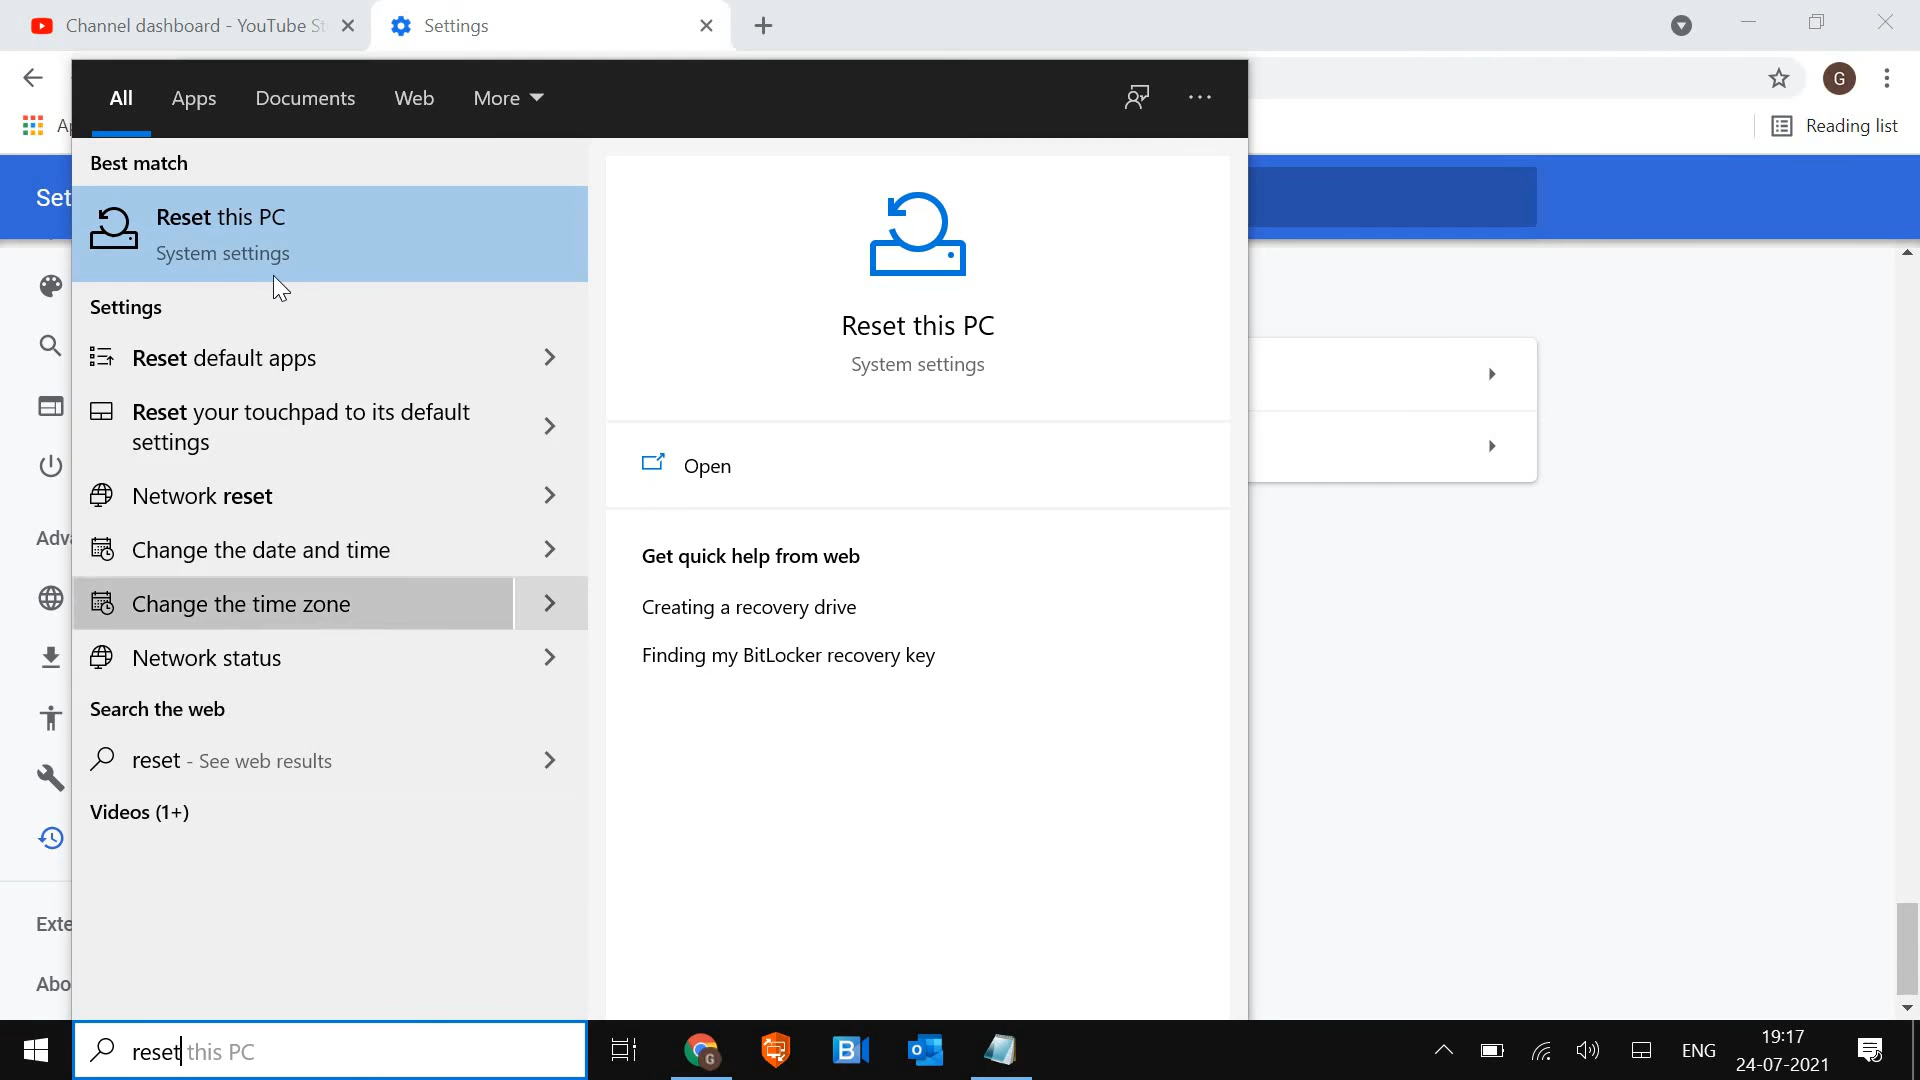 Channel dashboard - YouTube St
Settings
G
Ap
Reading list
All
Apps
Documents
Web
More
Best match
Reset this PC
System settings
Settings
Reset default apps
Reset your touchpad to its default
settings
Network reset
Change the date and time
Change the time zone
Network status
Search the web
reset - See web results
Videos (1+)
Reset this PC
System settings
Open
Get quick help from web
Creating a recovery drive
Finding my BitLocker recovery key
Set
Adva
Exte
Abo
reset this PC
G
B
o
ENG
19:17
24-07-2021